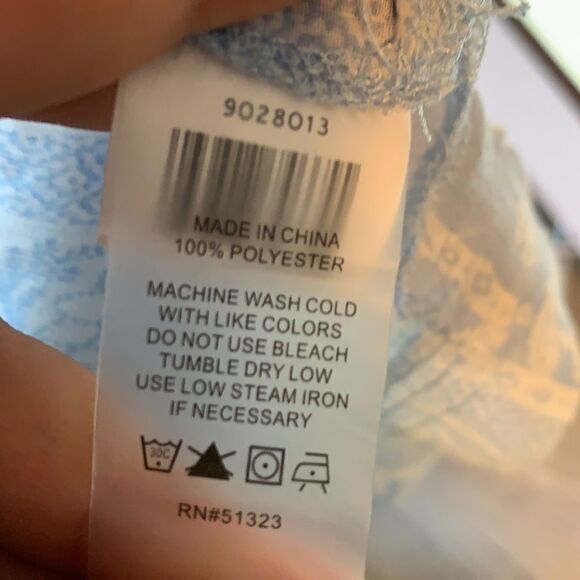 9028013
MADE IN CHINA
100% POLYESTER
MACHINE WASH COLD
WITH LIKE COLORS
DO NOT USE BLEACH
TUMBLE DRY LOW
USE LOW STEAM IRON
IF NECESSARY
30C
RN#51323